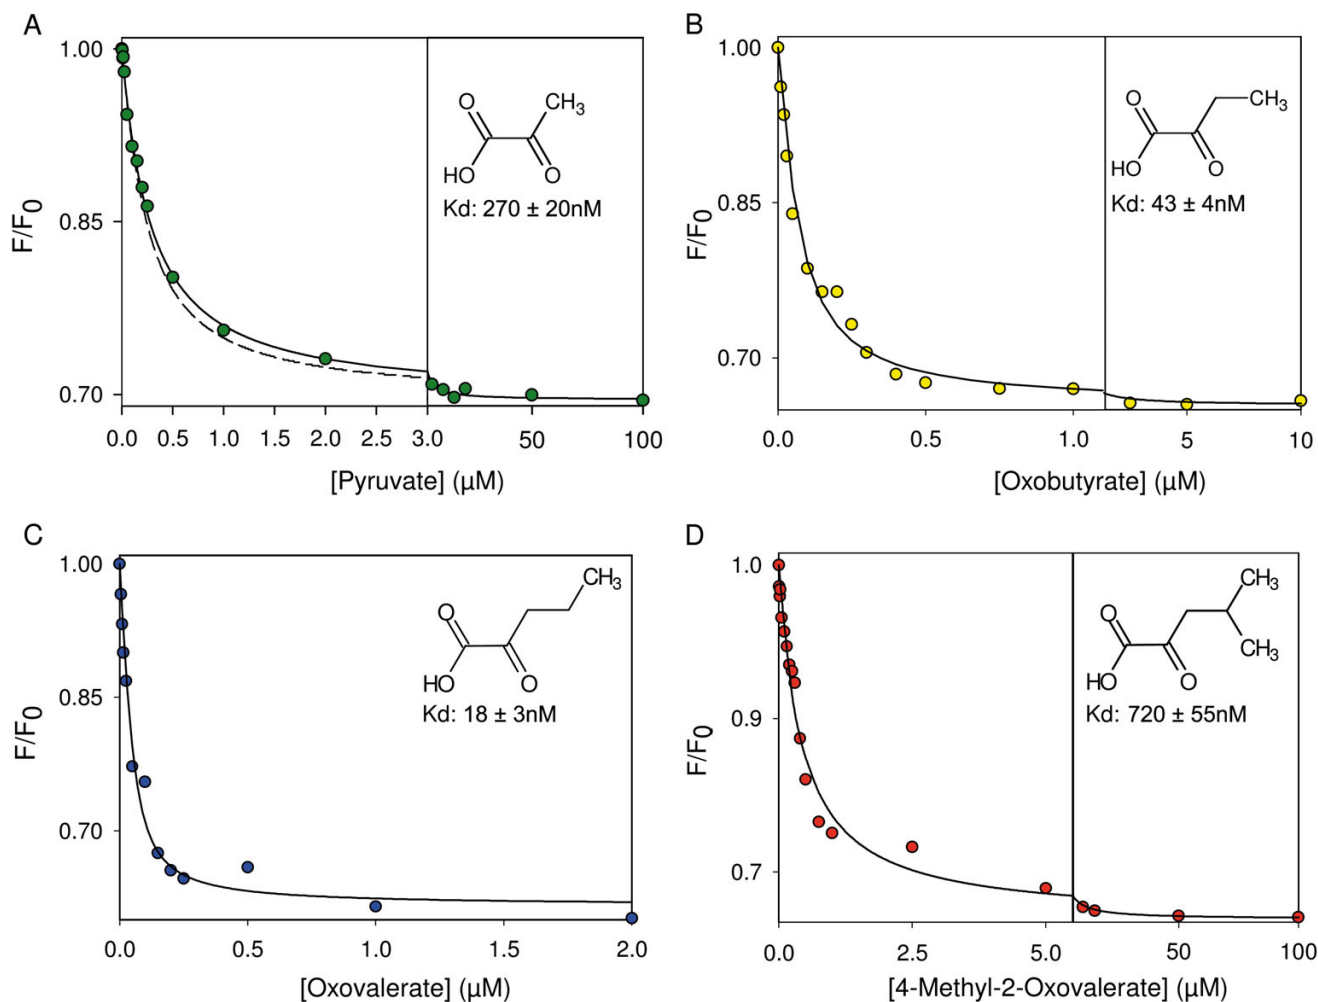 A
1.00
0.85
0.70
F/F0
O
CH3
HO
O
Kd: 270 ± 20nM
0.0 0.5 1.0 1.5 2.0 2.5 3.0 50 100
[Pyruvate] (µM)
B
1.00
0.85
0.70
F/F0
O
CH3
HO
O
Kd: 43 ± 4nM
0.0 0.5 1.0 5 10
[Oxobutyrate] (µM)
C
1.00
0.85
0.70
F/F0
CH3
O
HO
O
Kd: 18 ± 3nM
0.0 0.5 1.0 1.5 2.0
[Oxovalerate] (µM)
D
1.0
0.9
0.7
F/F0
CH3
O
CH3
HO
O
Kd: 720 ± 55nM
0.0 2.5 5.0 50 100
[4-Methyl-2-Oxovalerate] (µM)